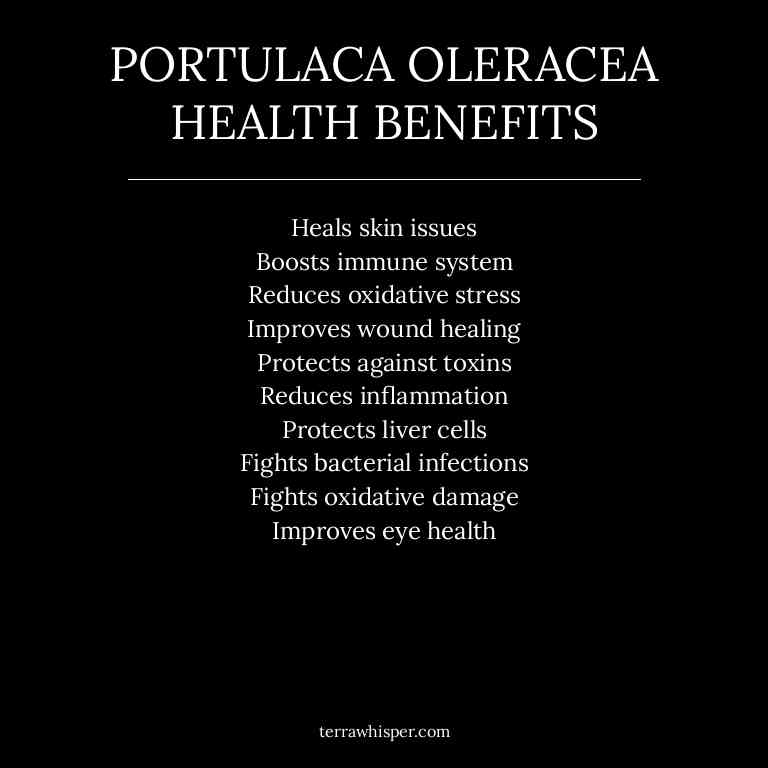 PORTULACA OLERACEA
HEALTH BENEFITS
Heals skin issues
Boosts immune system
Reduces oxidative stress
Improves wound healing
Protects against toxins
Reduces inflammation
Protects liver cells
Fights bacterial infections
Fights oxidative damage
Improves eye health
terrawhisper.com